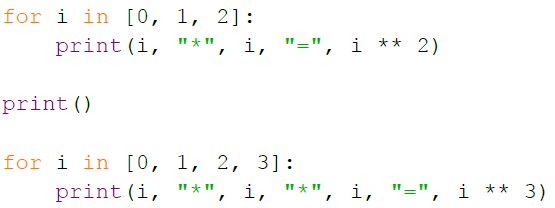 for i in [0, 1, 2]:
    print(i, "*", i, "=", i ** 2)

print()

for i in [0, 1, 2, 3]:
    print(i, "*", i, "*", i, "=", i ** 3)